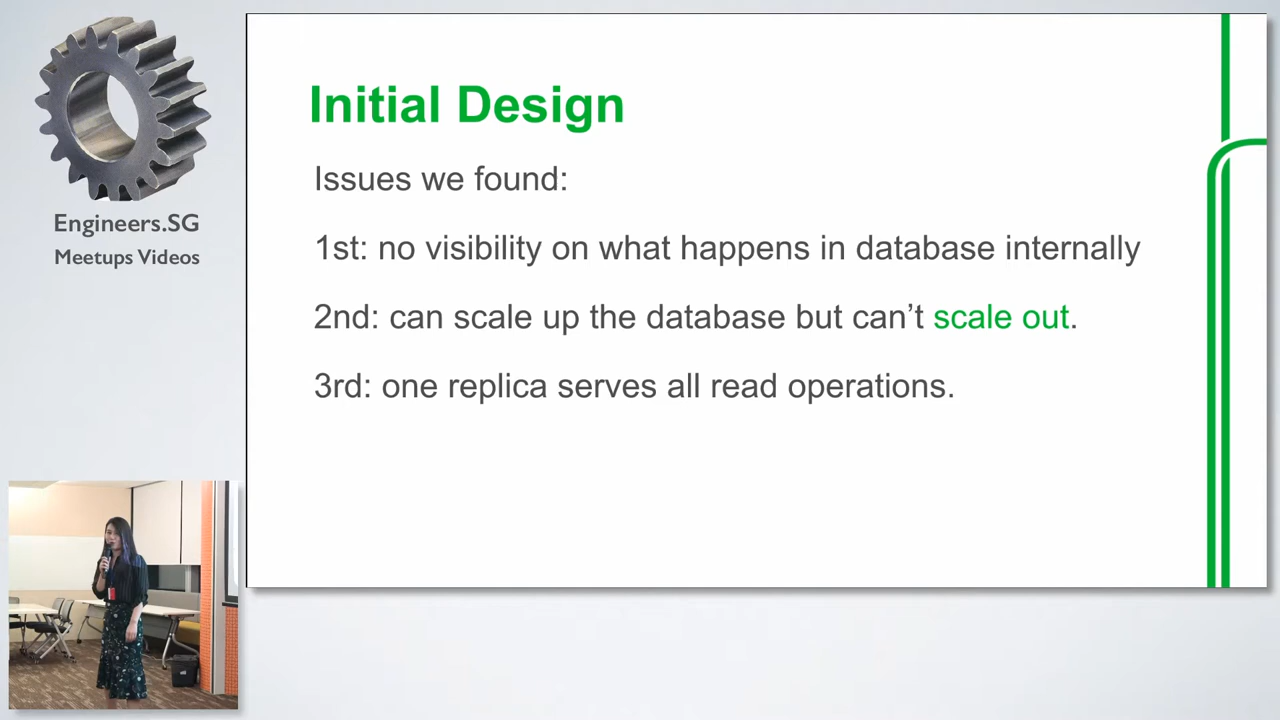 Engineers.SG
Meetups Videos
Initial Design
Issues we found:
1st: no visibility on what happens in database internally
2nd: can scale up the database but can’t scale out.
3rd: one replica serves all read operations.